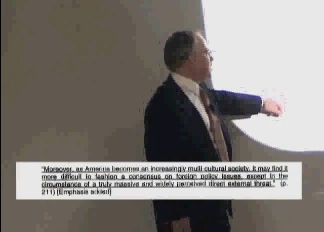 "Moreover, as America becomes an increasingly multi-cultural society, it may find it
more difficult to fashion a consensus on foreign policy issues, except in the
circumstance of a truly massive and widely perceived direct external threat." (p.
211) [Emphasis added]